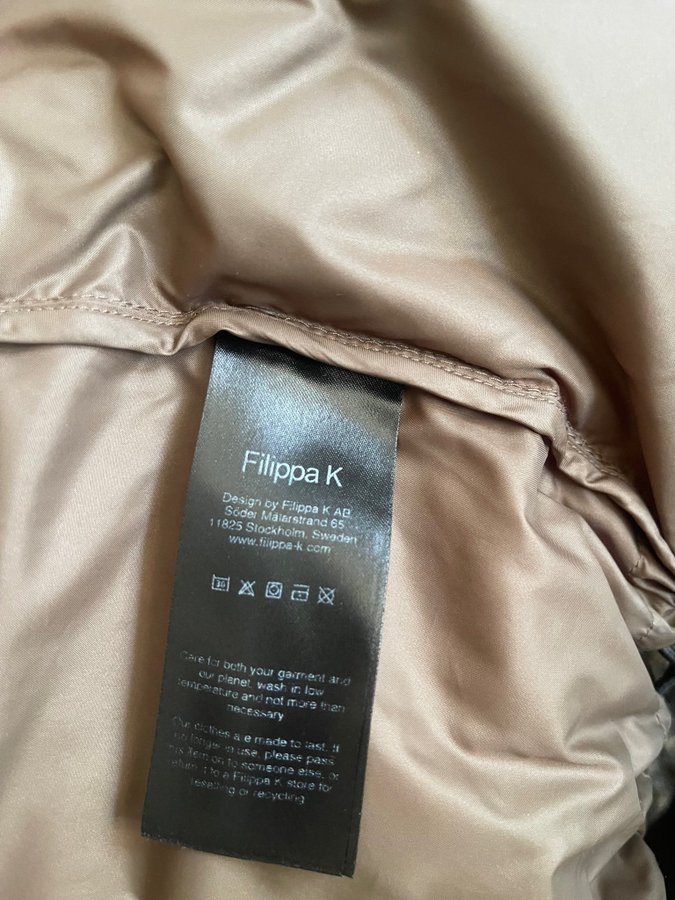 Filippa K
Design by Filippa K AB
Söder Mälarstrand 65
11825 Stockholm, Sweden
www.filippa-k.com
30
Care for both your garment and
our planet, wash in low
temperature and not more than
necessary
Our clothes are made to last. If
no longer in use, please pass
this item on to someone else, or
return it to a Filippa K store for
reselling or recycling